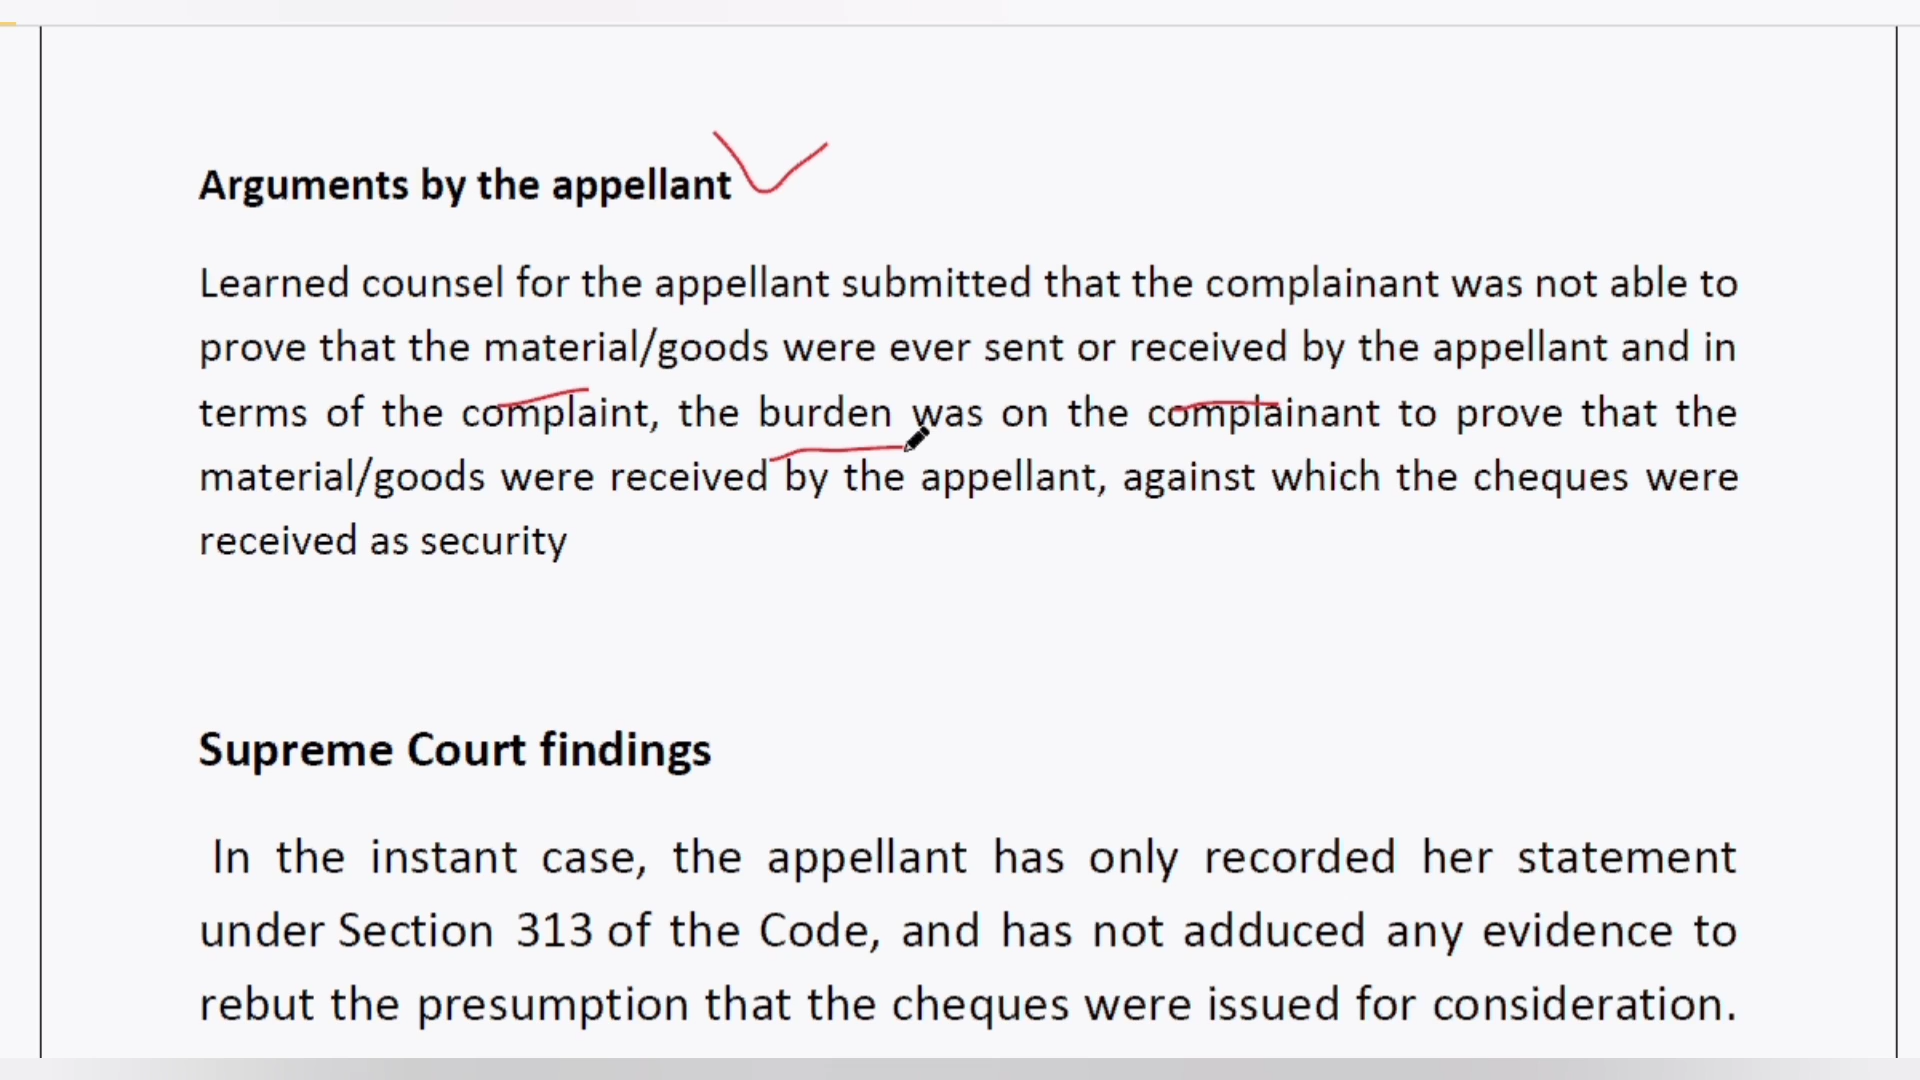 Arguments by the appellant
Learned counsel for the appellant submitted that the complainant was not able to
prove that the material/goods were ever sent or received by the appellant and in
terms of the complaint, the burden was on the complainant to prove that the
material/goods were received by the appellant, against which the cheques were
received as security
Supreme Court findings
In the instant case, the appellant has only recorded her statement
under Section 313 of the Code, and has not adduced any evidence to
rebut the presumption that the cheques were issued for consideration.